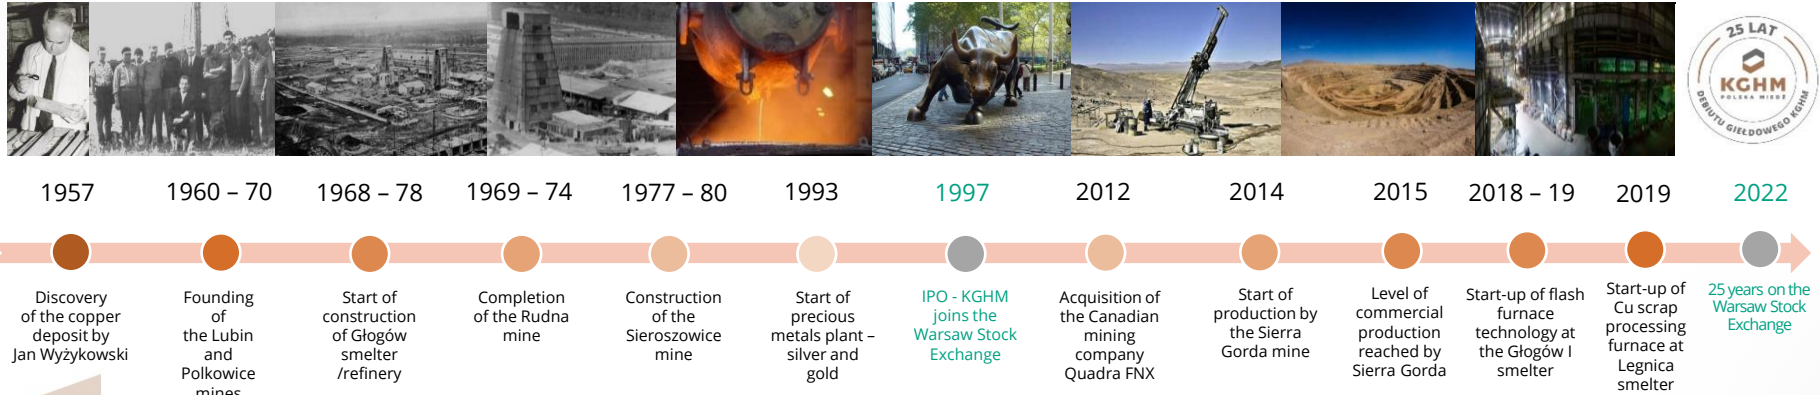 25 LAT
KGHM
POLSKA MIEDŹ
DEBIUTU GIEŁDOWEGO KGHM
1957
Discovery
of the copper
deposit by
Jan Wyżykowski
1960 – 70
Founding
of
the Lubin
and
Polkowice
mines
1968 – 78
Start of
construction
of Głogów
smelter
/refinery
1969 – 74
Completion
of the Rudna
mine
1977 – 80
Construction
of the
Sieroszowice
mine
1993
Start of
precious
metals plant –
silver and
gold
1997
IPO - KGHM
joins the
Warsaw Stock
Exchange
2012
Acquisition of
the Canadian
mining
company
Quadra FNX
2014
Start of
production by
the Sierra
Gorda mine
2015
Level of
commercial
production
reached by
Sierra Gorda
2018 – 19
Start-up of flash
furnace
technology at
the Głogów I
smelter
2019
Start-up of
Cu scrap
processing
furnace at
Legnica
smelter
2022
25 years on the
Warsaw Stock
Exchange